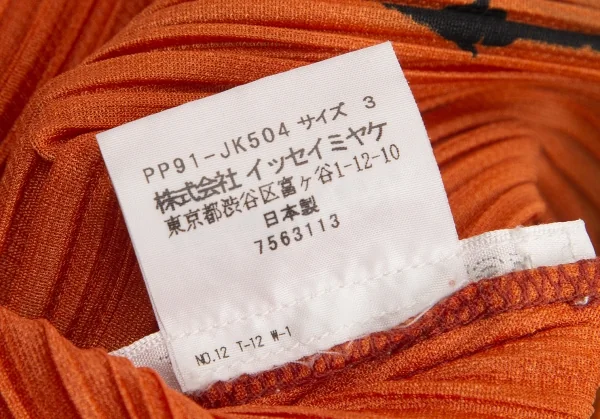 PP91-JK504 サイズ 3
株式会社 イッセイミヤケ
東京都渋谷区富ヶ谷1-12-10
日本製
7563113
NO.12 T-12 W-1